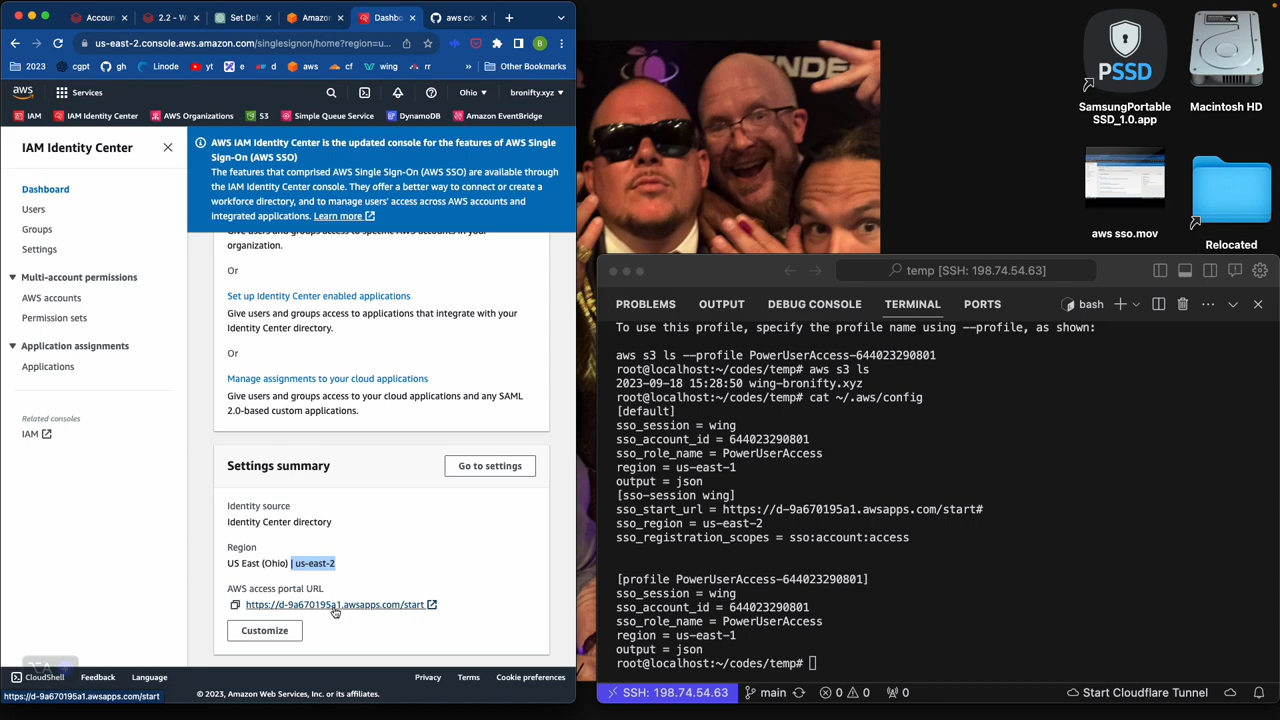 Accoun
2.2 - W
Set Def
Amazon
Dashbo
aws co
us-east-2.console.aws.amazon.com/singlesignon/home?region=u...
B
2023
cgpt
gh
Linode
yt
e
d
aws
cf
wing
rr
»
Other Bookmarks
aws
Services
Ohio
bronifty.xyz
IAM
IAM Identity Center
AWS Organizations
S3
Simple Queue Service
DynamoDB
Amazon EventBridge
IAM Identity Center
Dashboard
Users
Groups
Settings
Multi-account permissions
AWS accounts
Permission sets
Application assignments
Applications
Related consoles
IAM
AWS IAM Identity Center is the updated console for the features of AWS Single
Sign-On (AWS SSO)
The features that comprised AWS Single Sign-On (AWS SSO) are available through
the IAM Identity Center console. They offer a better way to connect or create a
workforce directory, and to manage users' access across AWS accounts and
integrated applications. Learn more
Give users and groups access to specific AWS accounts in your
organization.
Or
Set up Identity Center enabled applications
Give users and groups access to applications that integrate with your
Identity Center directory.
Or
Manage assignments to your cloud applications
Give users and groups access to your cloud applications and any SAML
2.0-based custom applications.
Settings summary
Go to settings
Identity source
Identity Center directory
Region
US East (Ohio) | us-east-2
AWS access portal URL
https://d-9a670195a1.awsapps.com/start
Customize
CloudShell
Feedback
Language
Privacy
Terms
Cookie preferences
https://d-9a670195a1.awsapps.com/start
© 2023, Amazon Web Services, Inc. or its affiliates.
PSSD
SamsungPortable
SSD_1.0.app
Macintosh HD
aws sso.mov
Relocated
temp [SSH: 198.74.54.63]
PROBLEMS
OUTPUT
DEBUG CONSOLE
TERMINAL
PORTS
bash
To use this profile, specify the profile name using --profile, as shown:
aws s3 ls --profile PowerUserAccess-644023290801
root@localhost:~/codes/temp# aws s3 ls
2023-09-18 15:28:50 wing-bronifty.xyz
root@localhost:~/codes/temp# cat ~/.aws/config
[default]
sso_session = wing
sso_account_id = 644023290801
sso_role_name = PowerUserAccess
region = us-east-1
output = json
[sso-session wing]
sso_start_url = https://d-9a670195a1.awsapps.com/start#
sso_region = us-east-2
sso_registration_scopes = sso:account:access
[profile PowerUserAccess-644023290801]
sso_session = wing
sso_account_id = 644023290801
sso_role_name = PowerUserAccess
region = us-east-1
output = json
root@localhost:~/codes/temp#
SSH: 198.74.54.63
main
0
0
0
Start Cloudflare Tunnel